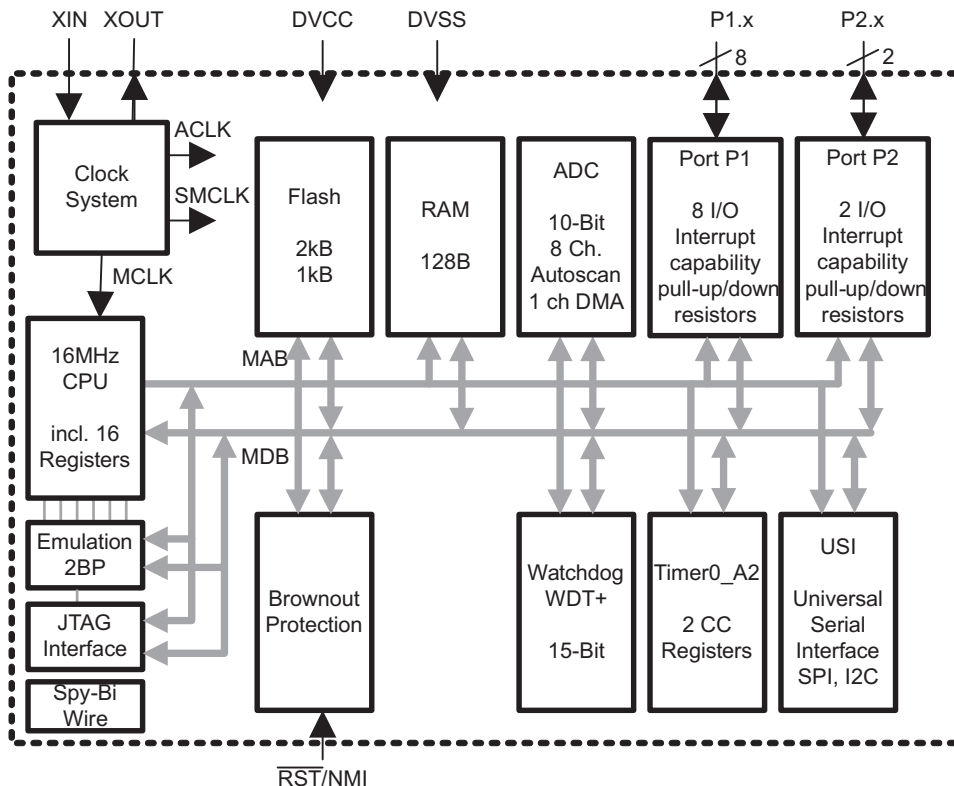 XIN XOUT DVCC DVSS P1.x P2.x
8 2
ACLK
Clock
System
SMCLK
MCLK
Flash
2kB
1kB
RAM
128B
ADC
10-Bit
8 Ch.
Autoscan
1 ch DMA
Port P1
8 I/O
Interrupt
capability
pull-up/down
resistors
Port P2
2 I/O
Interrupt
capability
pull-up/down
resistors
16MHz
CPU
incl. 16
Registers
MAB
MDB
Emulation
2BP
JTAG
Interface
Spy-Bi
Wire
Brownout
Protection
Watchdog
WDT+
15-Bit
Timer0_A2
2 CC
Registers
USI
Universal
Serial
Interface
SPI, I2C
RST/NMI